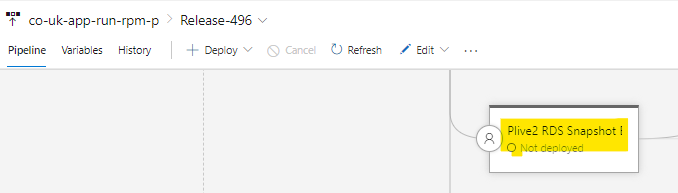 co-uk-app-run-rpm-p > Release-496
Pipeline Variables History + Deploy Cancel Refresh Edit ...
Plive2 RDS Snapshot
Not deployed